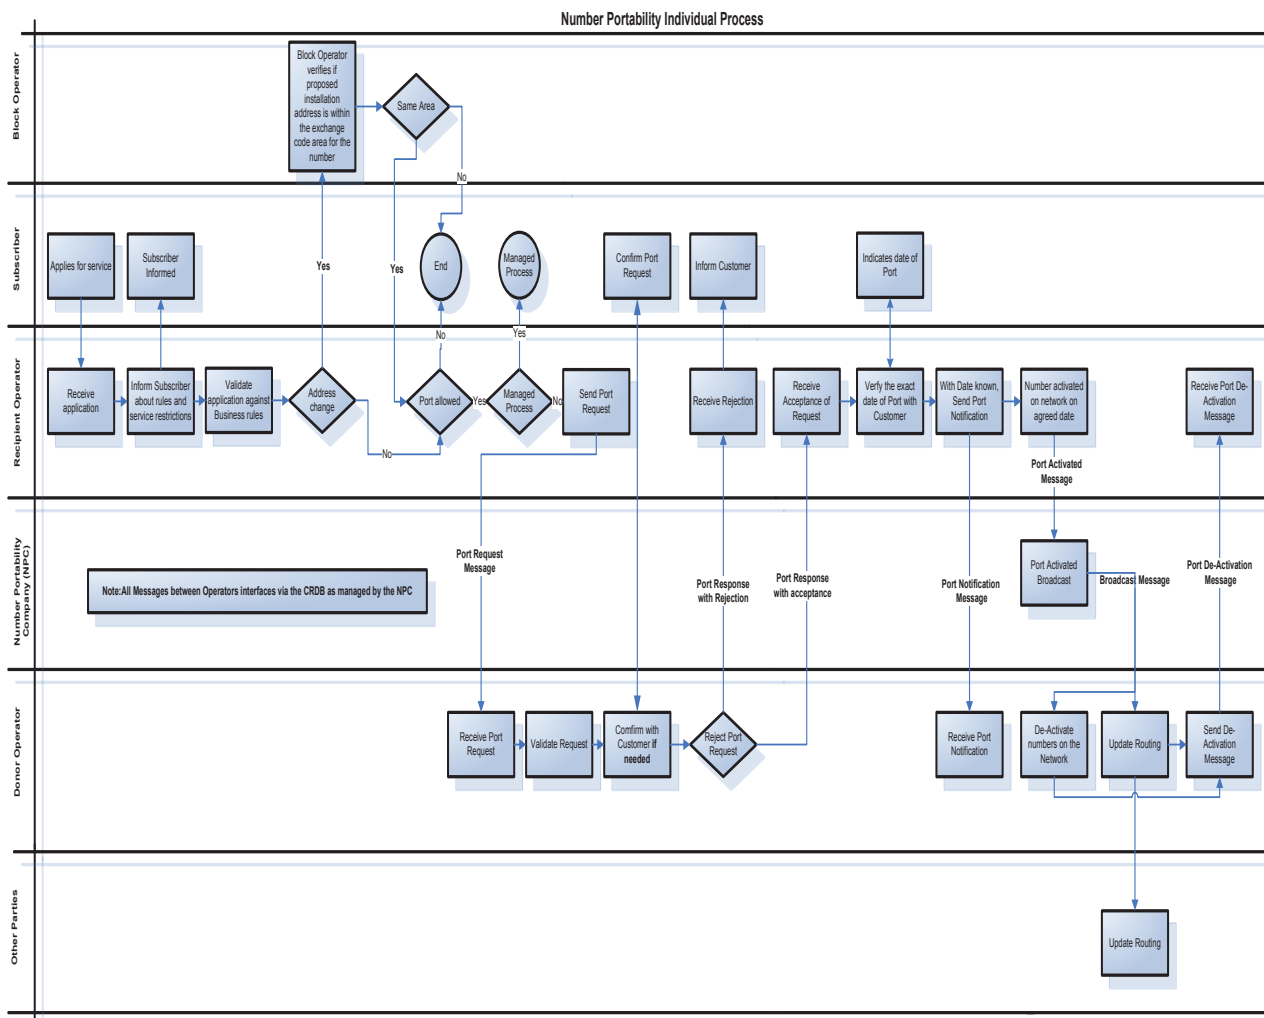 Number Portability Individual Process
Block Operator
Block Operator
verifies if
proposed
installation
address is within
the exchange
code area for the
number
Same Area
No
Subscriber
Applies for service
Subscriber
Informed
Yes
Yes
End
Managed
Process
Confirm Port
Request
Inform Customer
Indicates date of
Port
No
Yes
Recipient Operator
Receive
application
Inform Subscriber
about rules and
service restrictions
Validate
application against
Business rules
Address
change
No
Port allowed
Yes
Managed
Process
No
Send Port
Request
Receive Rejection
Receive
Acceptance of
Request
Verfy the exact
date of Port with
Customer
With Date known,
Send Port
Notification
Number activated
on network on
agreed date
Receive Port De-
Activation
Message
Port Activated
Message
Number Portability
Company (NPC)
Note:All Messages between Operators interfaces via the CRDB as managed by the NPC
Port Request
Message
Port Response
with Rejection
Port Response
with acceptance
Port Notification
Message
Port Activated
Broadcast
Broadcast Message
Port De-Activation
Message
Donor Operator
Receive Port
Request
Validate Request
Comfirm with
Customer if
needed
Reject Port
Request
Receive Port
Notification
De-Activate
numbers on the
Network
Update Routing
Send De-
Activation
Message
Other Parties
Update Routing